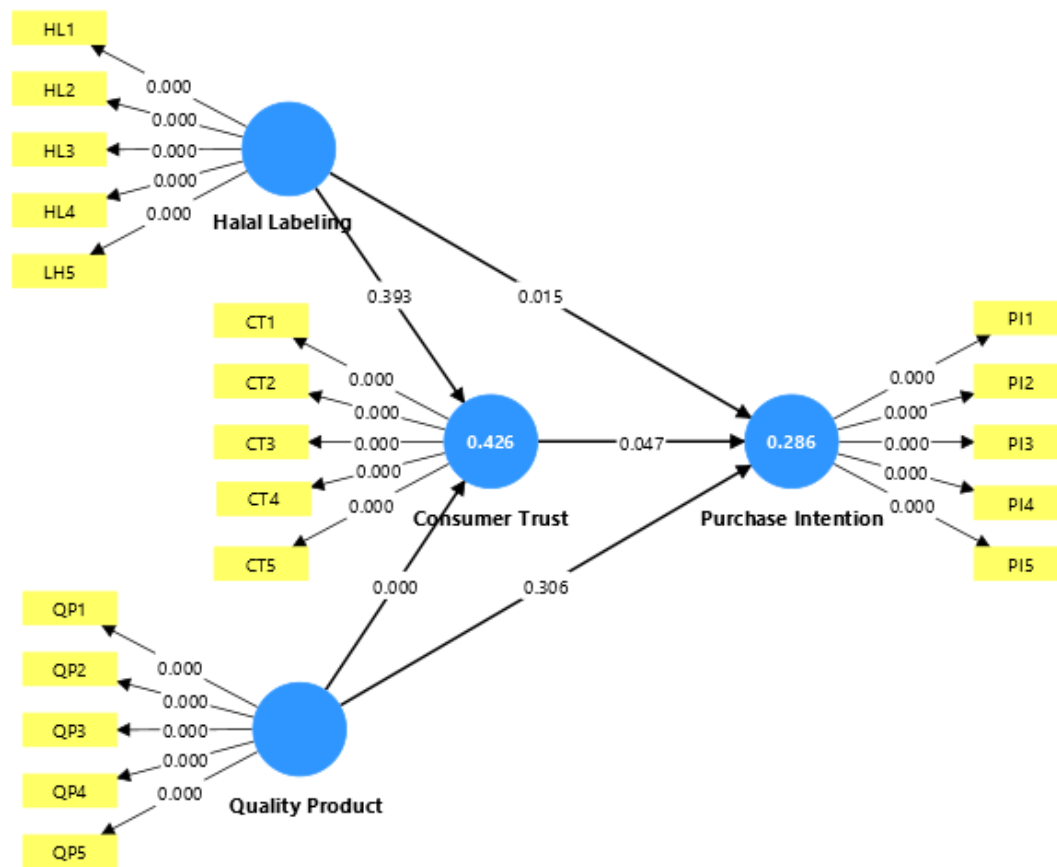 HL1
0.000
HL2
0.000
HL3
0.000
HL4
0.000
LH5
0.000
Halal Labeling
0.393
0.015
CT1
0.000
CT2
0.000
CT3
0.000
CT4
0.000
CT5
0.000
0.426
Consumer Trust
0.047
0.286
Purchase Intention
PI1
0.000
PI2
0.000
PI3
0.000
PI4
0.000
PI5
0.000
0.000
0.306
QP1
0.000
QP2
0.000
QP3
0.000
QP4
0.000
QP5
0.000
Quality Product